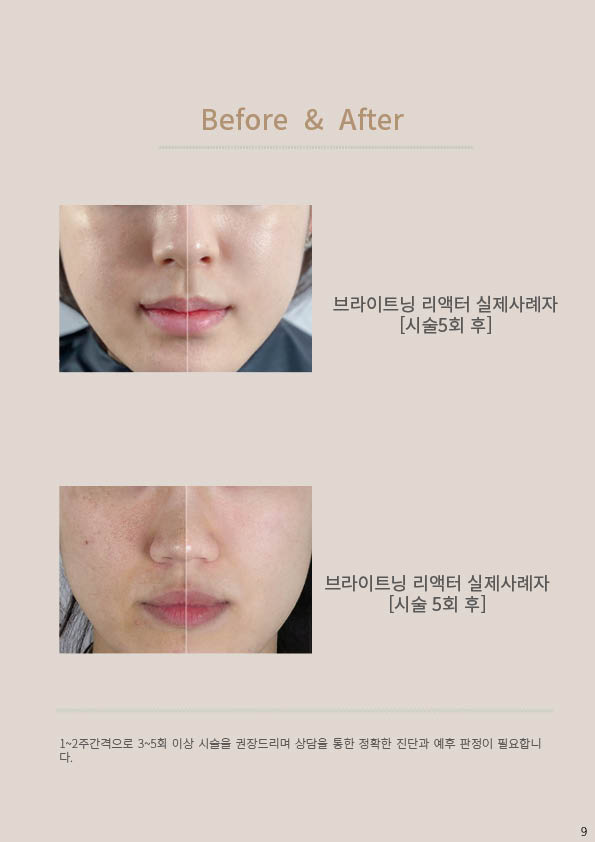 Before & After
브라이트닝 리액터 실제사례자
[시술5회 후]
브라이트닝 리액터 실제사례자
[시술 5회 후]
1~2주간격으로 3~5회 이상 시술을 권장드리며 상담을 통한 정확한 진단과 예후 판정이 필요합니
다.
9